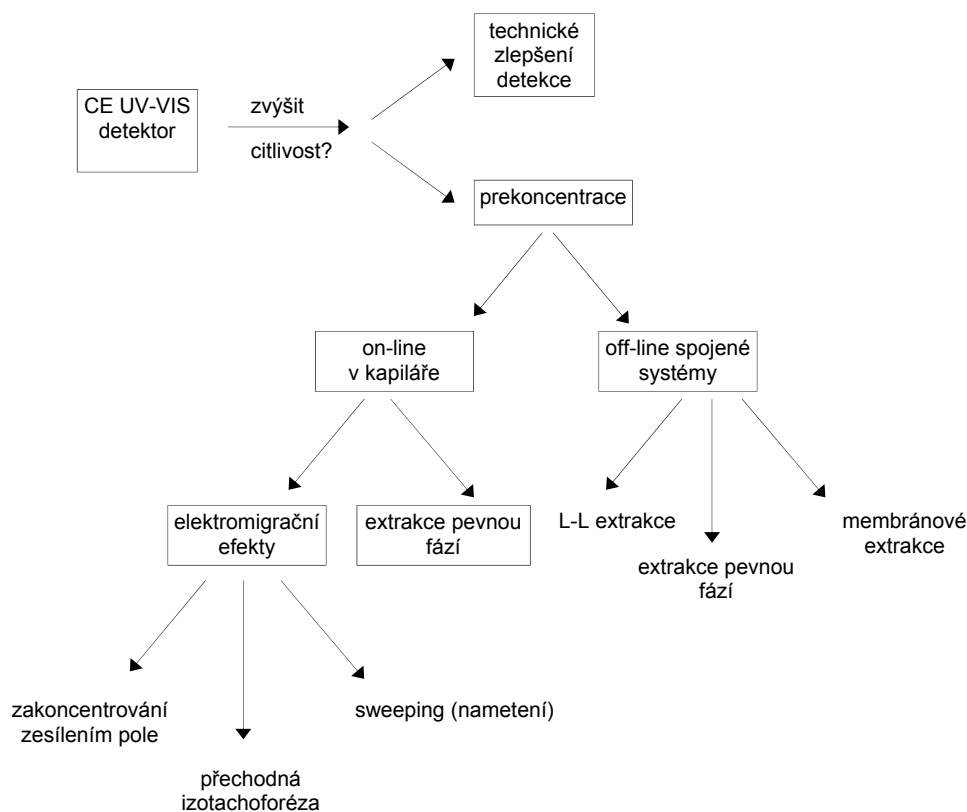 technické
zlepšení
detekce
CE UV-VIS
detektor
zvýšit
citlivost?
prekoncentrace
on-line
v kapiláře
off-line spojené
systémy
elektromigrační
efekty
extrakce pevnou
fází
L-L extrakce
extrakce pevnou
fází
membránové
extrakce
zakoncentrování
zesílením pole
přechodná
izotachoforéza
sweeping (nametení)